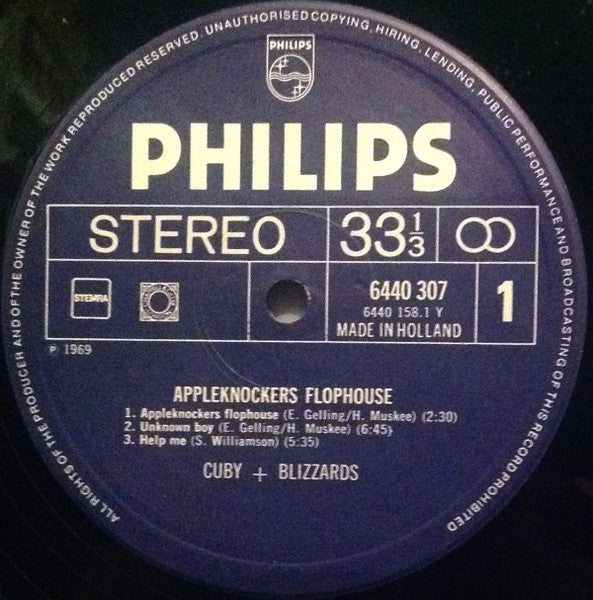 ALL RIGHTS OF THE PRODUCER AND OF THE OWNER OF THE WORK REPRODUCED RESERVED. UNAUTHORISED COPYING, HIRING, LENDING, PUBLIC PERFORMANCE AND BROADCASTING OF THIS RECORD PROHIBITED
PHILIPS
PHILIPS
STEREO 33 1/3
STEMRA 6440 307 1
6440 158.1 Y
MADE IN HOLLAND
℗ 1969
APPLEKNOCKERS FLOPHOUSE
1. Appleknockers flophouse (E. Gelling/H. Muskee) (2:30)
2. Unknown boy (E. Gelling/H. Muskee) (6:45)
3. Help me (S. Williamson) (5:35)
CUBY + BLIZZARDS